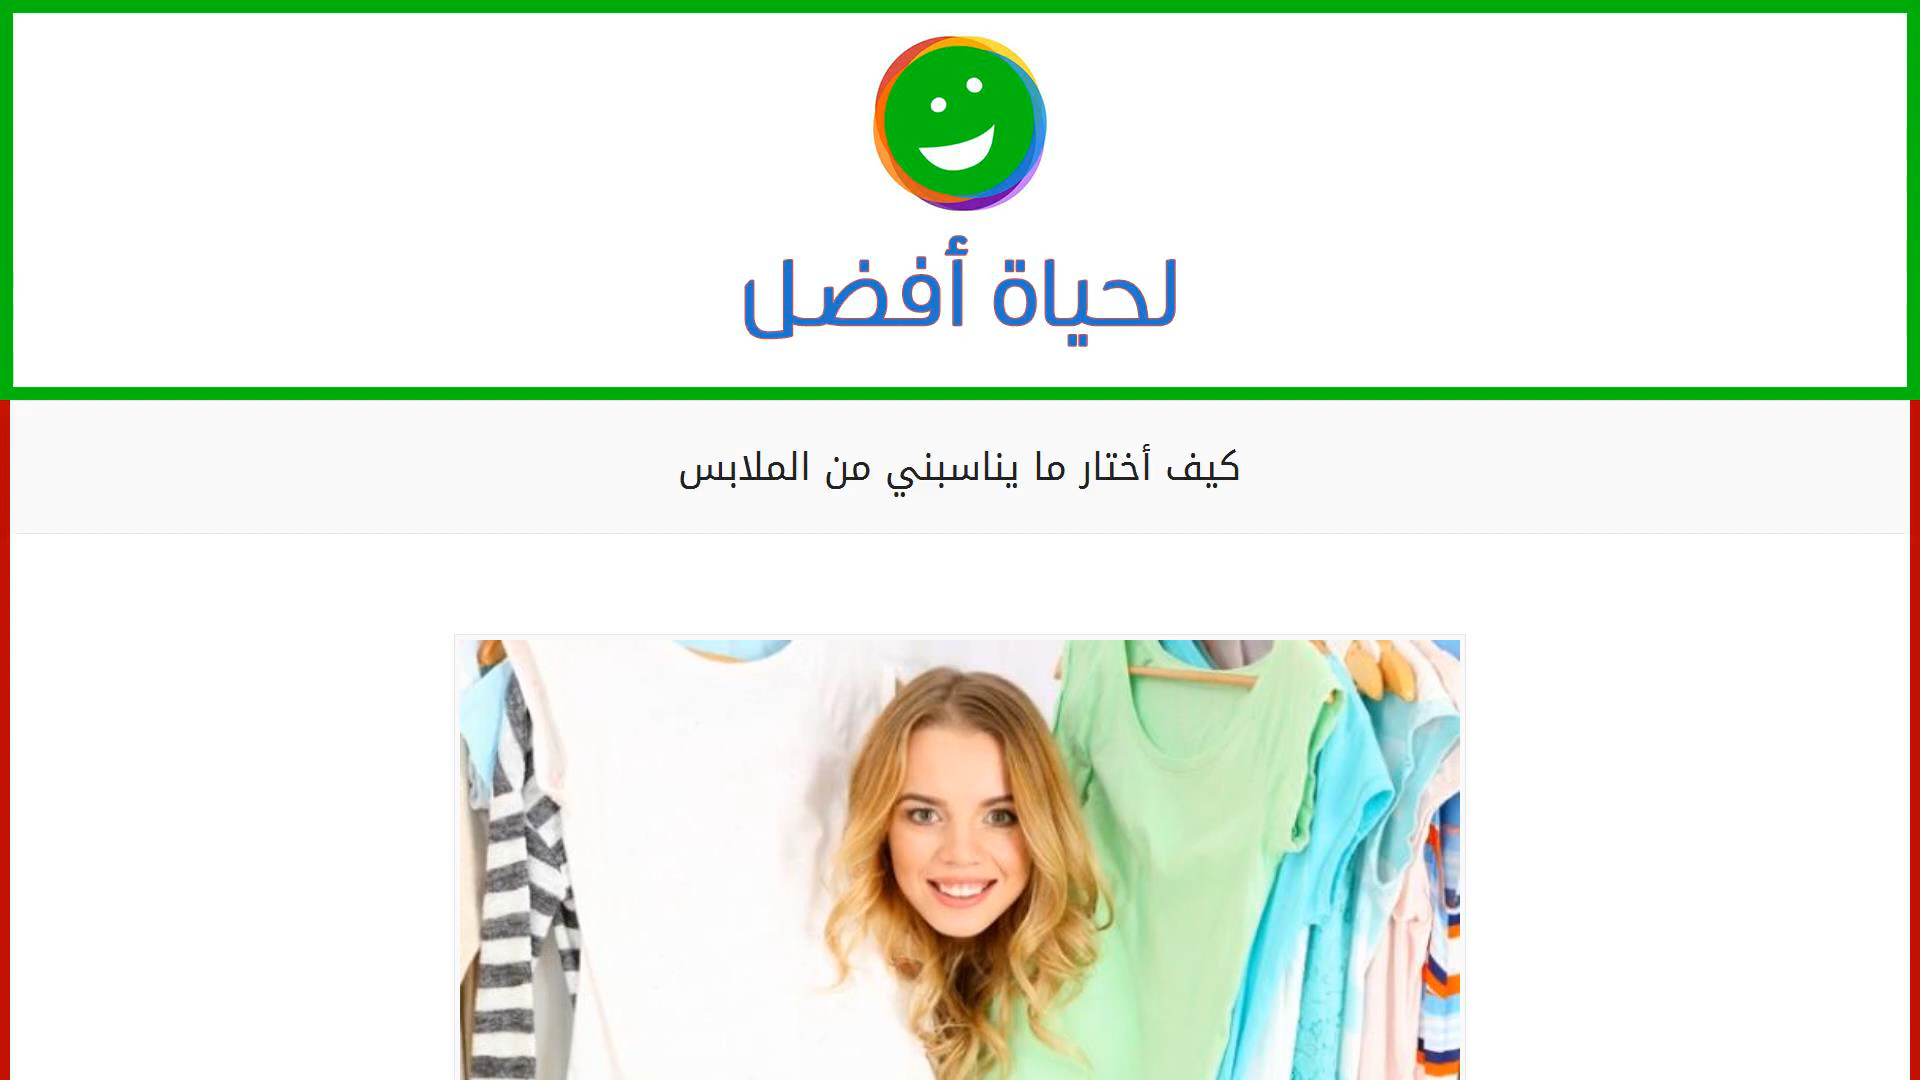 لحياة أفضل
كيف أختار ما يناسبني من الملابس